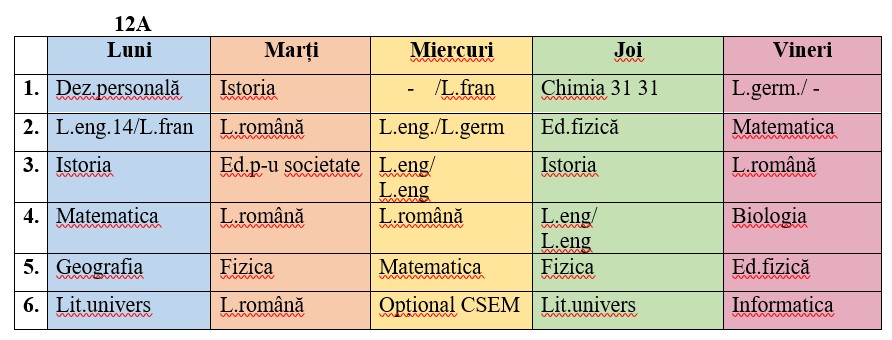 12A
Luni Marți Miercuri Joi Vineri
1. Dez.personală Istoria - /L.fran Chimia 31 31 L.germ./ -
2. L.eng.14/L.fran L.română L.eng./L.germ Ed.fizică Matematica
3. Istoria Ed.p-u societate L.eng/ Istoria L.română
L.eng
4. Matematica L.română L.română L.eng/ Biologia
L.eng
5. Geografia Fizica Matematica Fizica Ed.fizică
6. Lit.univers L.română Opțional CSEM Lit.univers Informatica